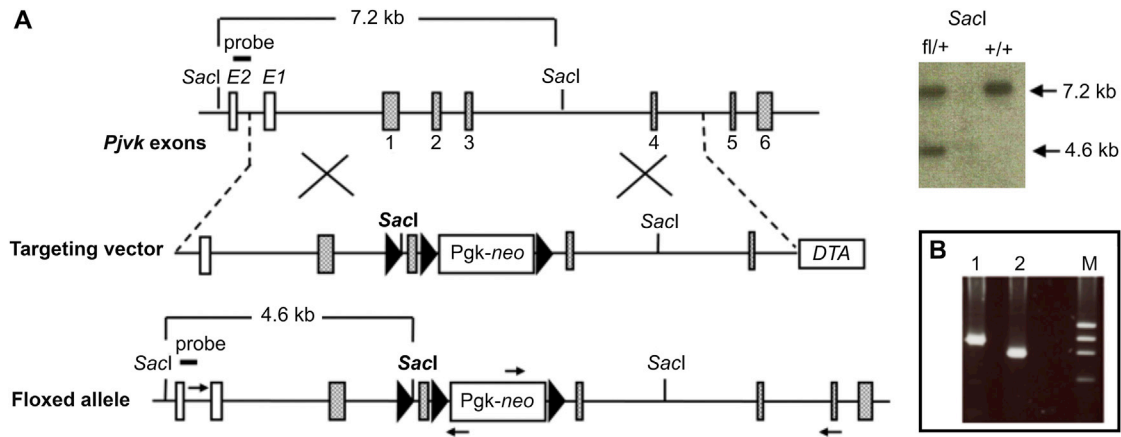 A
7.2 kb
probe
SacI E2 E1 SacI
Pjvk exons 1 2 3 4 5 6
SacI SacI
Targeting vector Pgk-neo DTA
4.6 kb
probe
SacI SacI SacI
Floxed allele Pgk-neo
SacI
fl/+ +/+
7.2 kb
4.6 kb
B
1 2 M